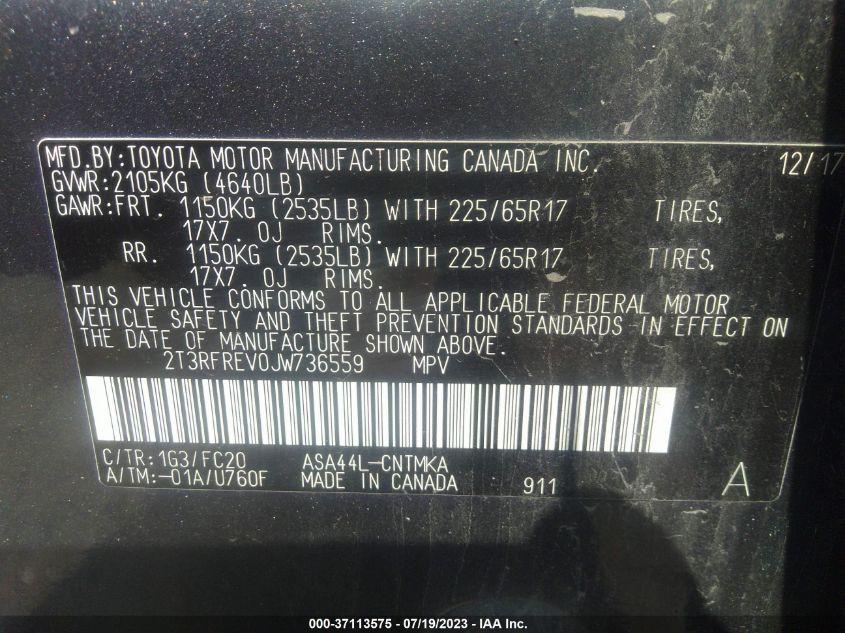 MFD.BY:TOYOTA MOTOR MANUFACTURING CANADA INC. 12/17
GVWR:2105KG (4640LB)
GAWR:FRT. 1150KG (2535LB) WITH 225/65R17 TIRES,
17X7.0J RIMS.
RR. 1150KG (2535LB) WITH 225/65R17 TIRES,
17X7.0J RIMS.
THIS VEHICLE CONFORMS TO ALL APPLICABLE FEDERAL MOTOR
VEHICLE SAFETY AND THEFT PREVENTION STANDARDS IN EFFECT ON
THE DATE OF MANUFACTURE SHOWN ABOVE.
2T3RFREV0JW736559 MPV
C/TR:1G3/FC20 ASA44L-CNTMKA
A/TM:-01A/U760F MADE IN CANADA 911 A
000-37113575 - 07/19/2023 - IAA Inc.